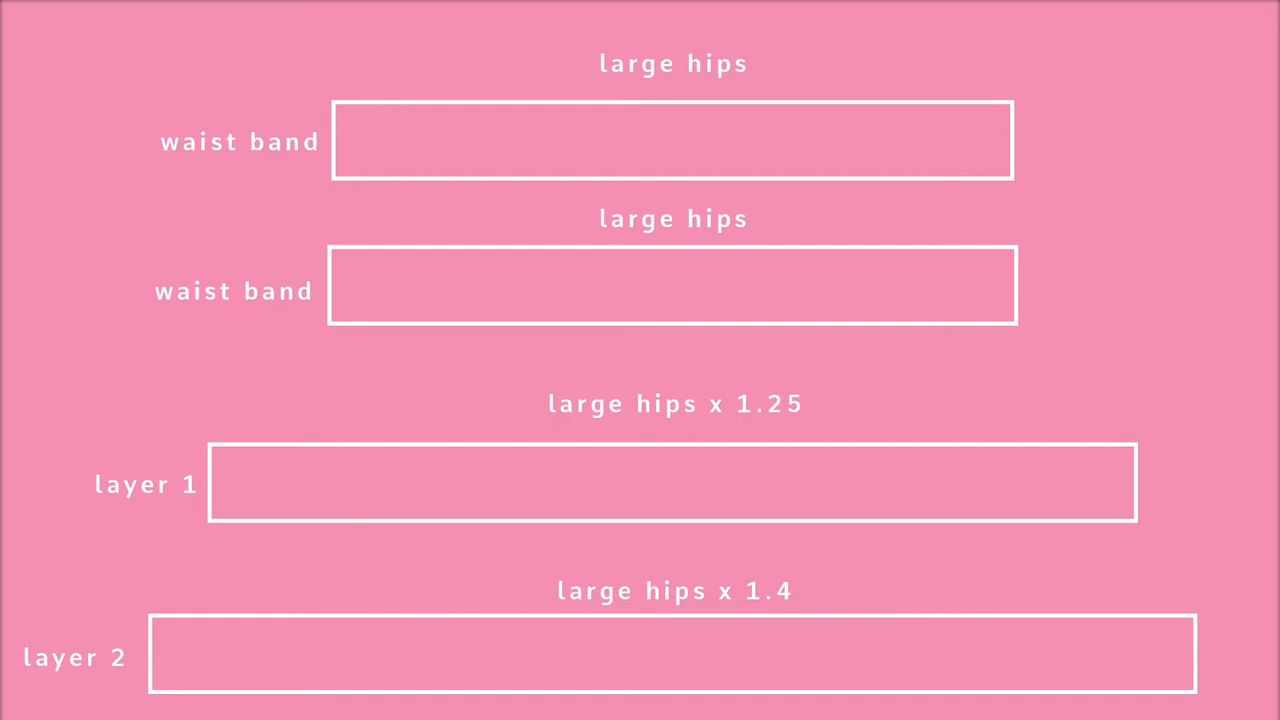 large hips
waist band
large hips
waist band
large hips x 1.25
layer 1
large hips x 1.4
layer 2